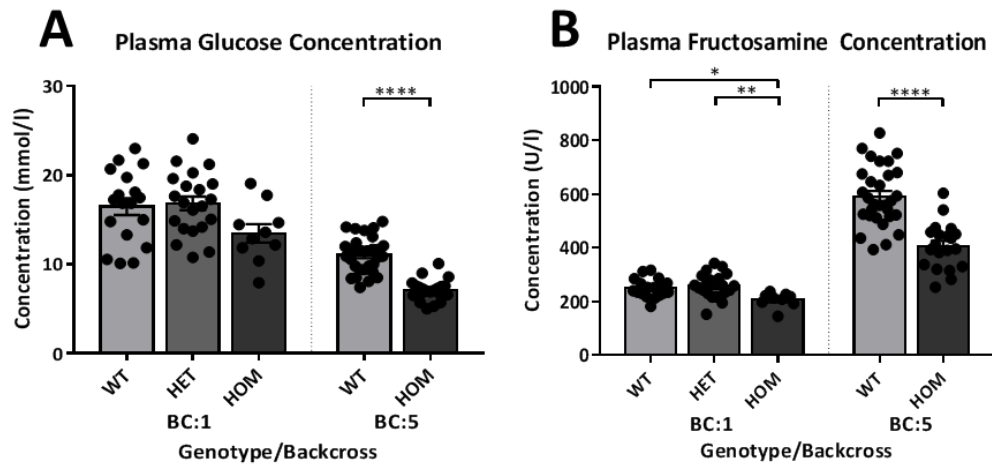 A
Plasma Glucose Concentration
Concentration (mmol/l)
30
20
10
0
****
WT
HET
HOM
WT
HOM
BC:1
BC:5
Genotype/Backcross
B
Plasma Fructosamine Concentration
Concentration (U/l)
1000
800
600
400
200
0
*
**
****
WT
HET
HOM
WT
HOM
BC:1
BC:5
Genotype/Backcross